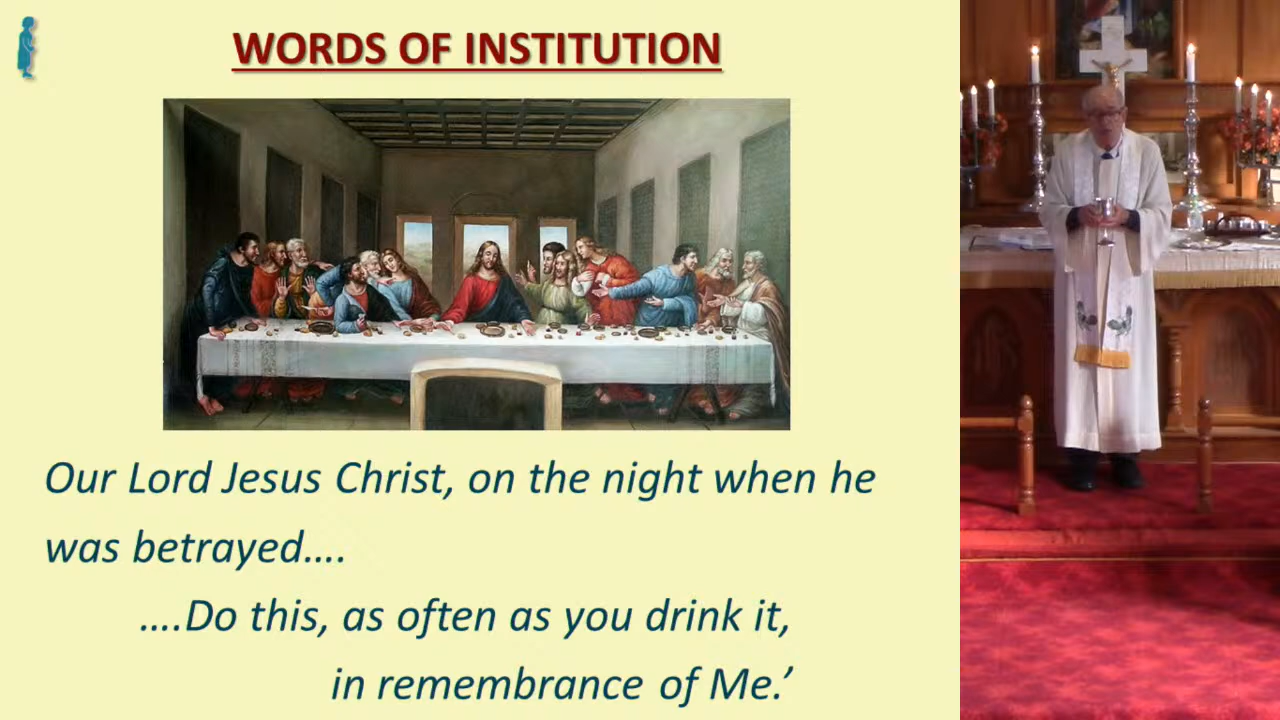 WORDS OF INSTITUTION
Our Lord Jesus Christ, on the night when he
was betrayed....
....Do this, as often as you drink it,
in remembrance of Me.’